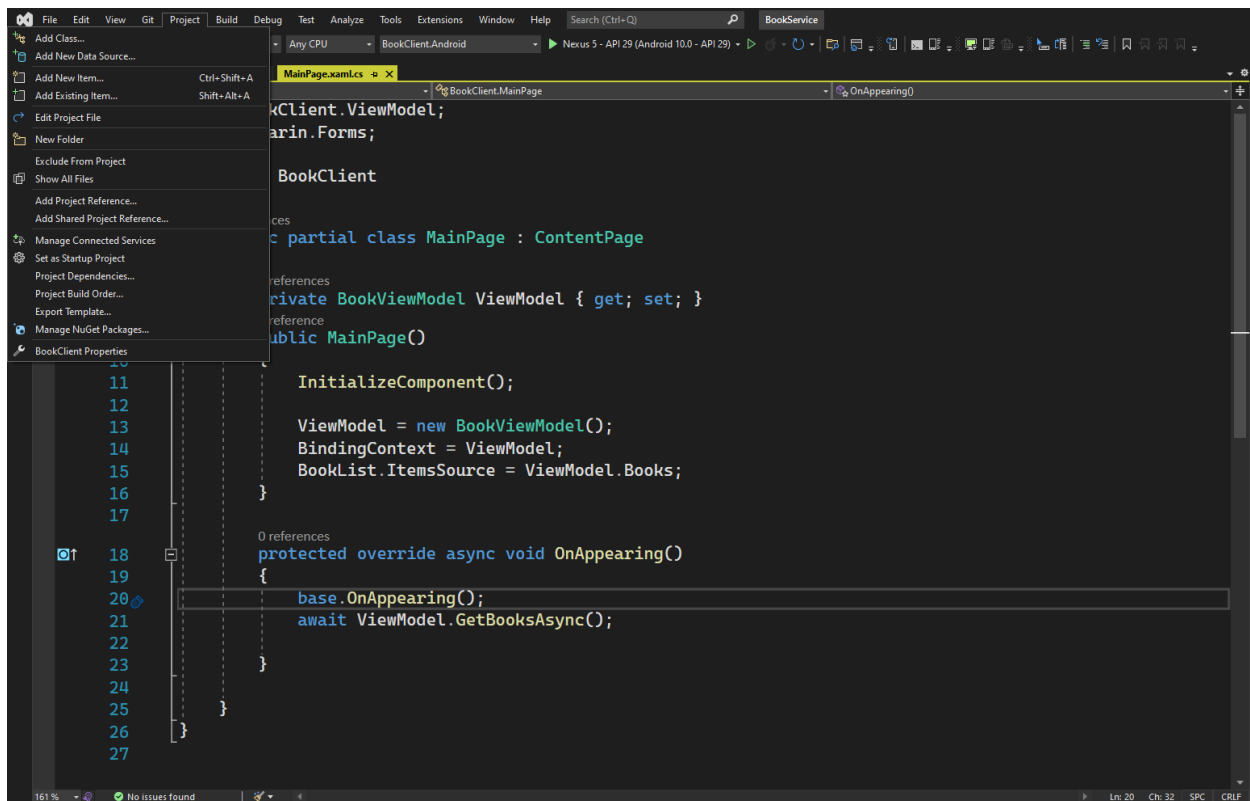 File Edit View Git Project Build Debug Test Analyze Tools Extensions Window Help Search (Ctrl+Q) BookService
Any CPU BookClient.Android Nexus 5 - API 29 (Android 10.0 - API 29)
Add Class...
Add New Data Source...
Add New Item... Ctrl+Shift+A
Add Existing Item... Shift+Alt+A
Edit Project File
New Folder
Exclude From Project
Show All Files
Add Project Reference...
Add Shared Project Reference...
Manage Connected Services
Set as Startup Project
Project Dependencies...
Project Build Order...
Export Template...
Manage NuGet Packages...
BookClient Properties
MainPage.xaml.cs
BookClient.MainPage OnAppearing()
kClient.ViewModel;
arin.Forms;
BookClient
nces
c partial class MainPage : ContentPage
references
rivate BookViewModel ViewModel { get; set; }
reference
ublic MainPage()
10 {
11 InitializeComponent();
12
13 ViewModel = new BookViewModel();
14 BindingContext = ViewModel;
15 BookList.ItemsSource = ViewModel.Books;
16 }
17
0 references
18 protected override async void OnAppearing()
19 {
20 base.OnAppearing();
21 await ViewModel.GetBooksAsync();
22
23 }
24
25 }
26 }
27
161 % No issues found Ln: 20 Ch: 32 SPC CRLF